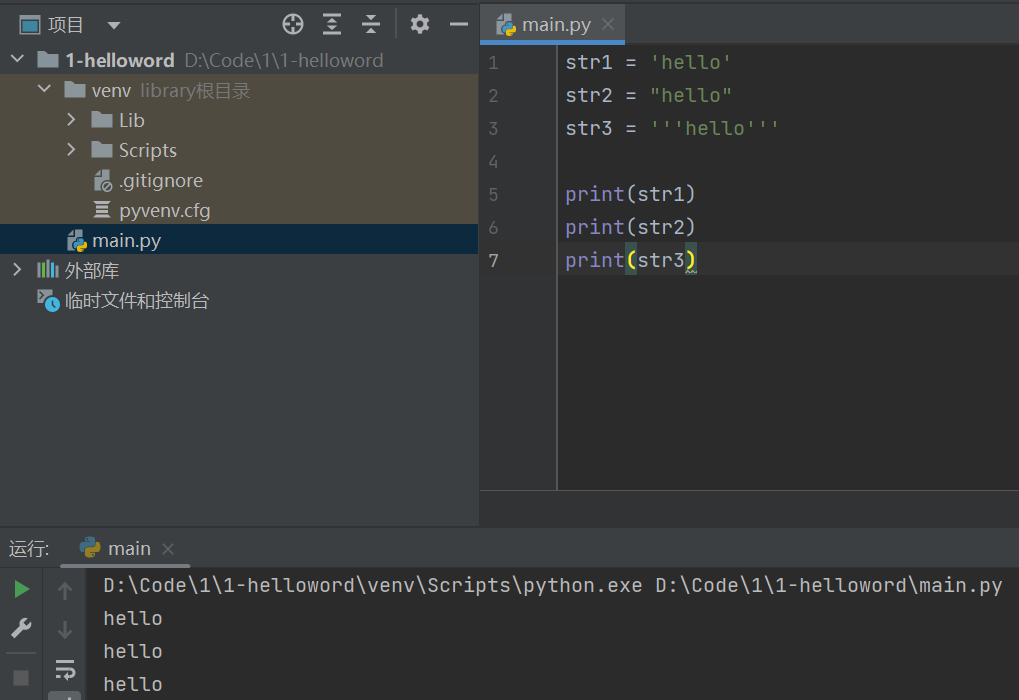 项目
1-helloword D:\Code\1\1-helloword
venv library根目录
Lib
Scripts
.gitignore
pyvenv.cfg
main.py
外部库
临时文件和控制台
main.py
1 str1 = 'hello'
2 str2 = "hello"
3 str3 = '''hello'''
4
5 print(str1)
6 print(str2)
7 print(str3)
运行: main
D:\Code\1\1-helloword\venv\Scripts\python.exe D:\Code\1\1-helloword\main.py
hello
hello
hello